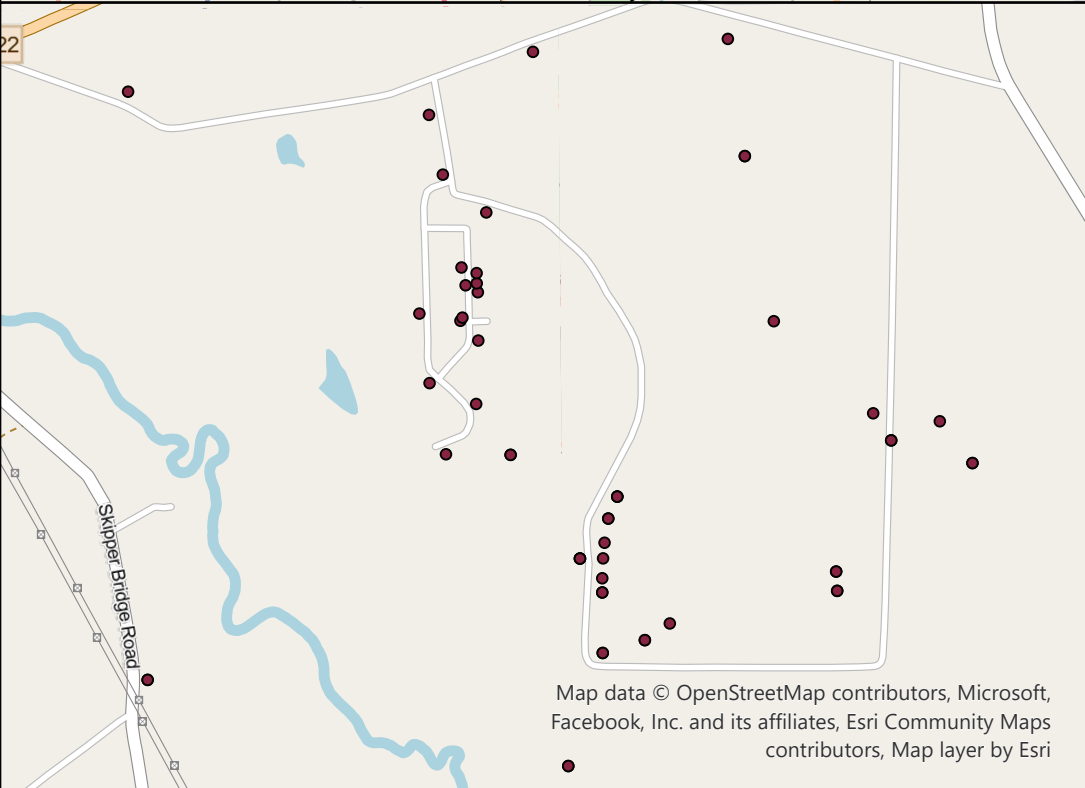 22
Skipper Bridge Road
Map data © OpenStreetMap contributors, Microsoft,
Facebook, Inc. and its affiliates, Esri Community Maps
contributors, Map layer by Esri